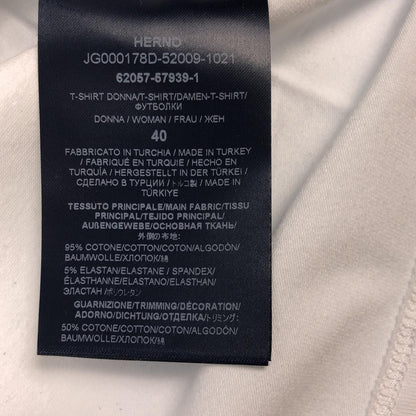 HERNO
JG000178D-52009-1021
62057-57939-1
T-SHIRT DONNA/T-SHIRT/DAMEN-T-SHIRT/
ФУТБОЛКИ
DONNA / WOMAN / FRAU / ЖЕН
40
FABBRICATO IN TURCHIA / MADE IN TURKEY
/ FABRIQUÉ EN TURQUIE / HECHO EN
TURQUÍA / HERGESTELLT IN DER TÜRKEI /
СДЕЛАНО В ТУРЦИИ / トルコ製 / MADE IN
TÜRKIYE
TESSUTO PRINCIPALE/MAIN FABRIC/TISSU
PRINCIPAL/TEJIDO PRINCIPAL/
AUßENGEWEBE/ОСНОВНАЯ ТКАНЬ/
外側の布地:
95% COTONE/COTTON/COTON/ALGODÓN/
BAUMWOLLE/ХЛОПОК/綿
5% ELASTAN/ELASTANE / SPANDEX/
ÉLASTHANNE/ELASTANO/ELASTHAN/
ЭЛАСТАН /ポリウレタン
GUARNIZIONE/TRIMMING/DÉCORATION/
ADORNO/DICHTUNG/ОТДЕЛКА/トリミング:
50% COTONE/COTTON/COTON/ALGODÓN/
BAUMWOLLE/ХЛОПОК/綿